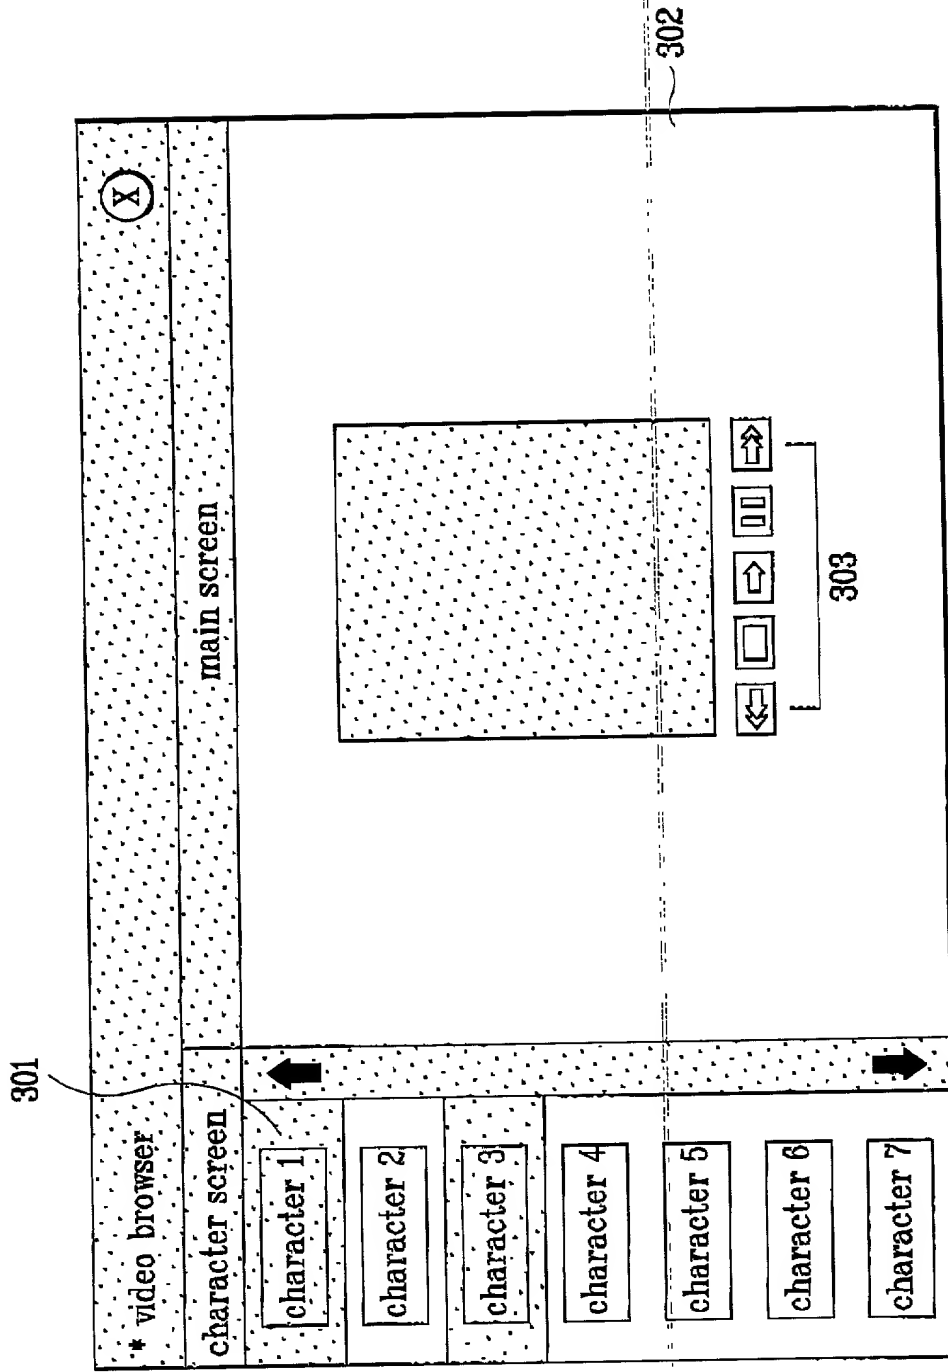 * video browser
X
character screen
main screen
301
character 1
character 2
character 3
character 4
character 5
character 6
character 7
302
303